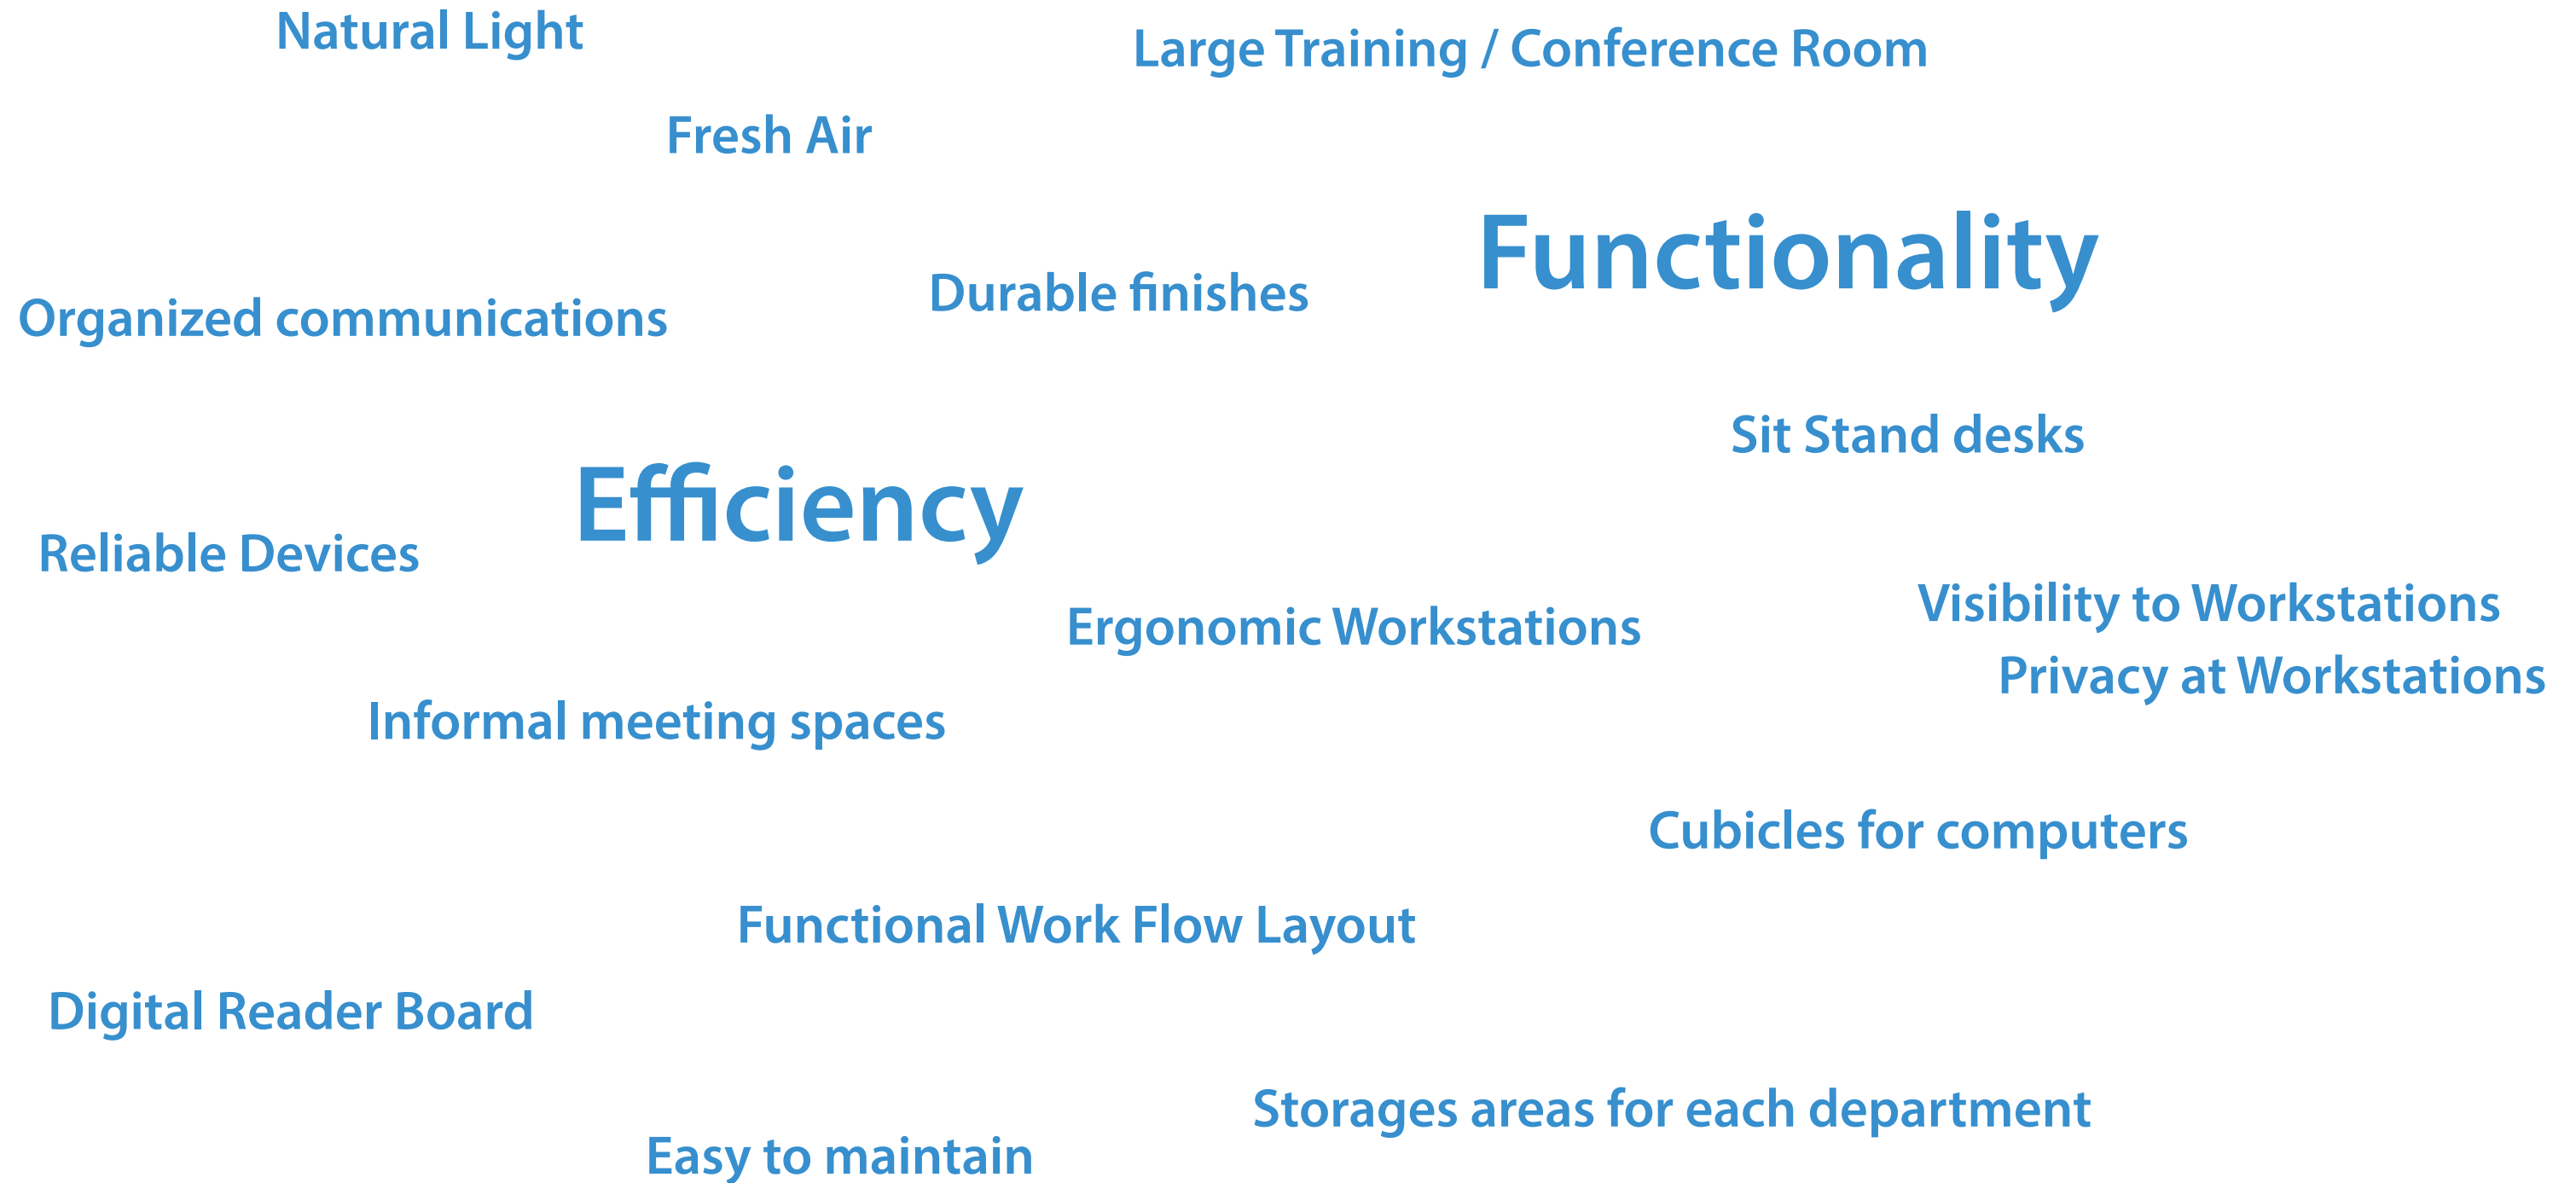 Natural Light
Large Training / Conference Room
Fresh Air
Functionality
Durable finishes
Organized communications
Sit Stand desks
Efficiency
Reliable Devices
Visibility to Workstations
Ergonomic Workstations
Privacy at Workstations
Informal meeting spaces
Cubicles for computers
Functional Work Flow Layout
Digital Reader Board
Storages areas for each department
Easy to maintain